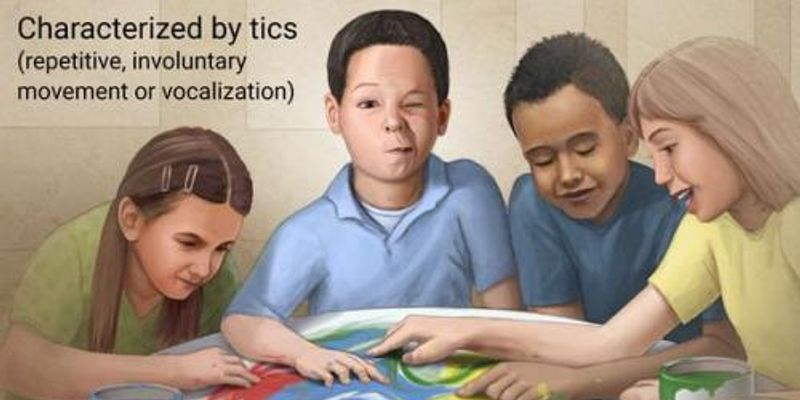 Characterized by tics
(repetitive, involuntary
movement or vocalization)